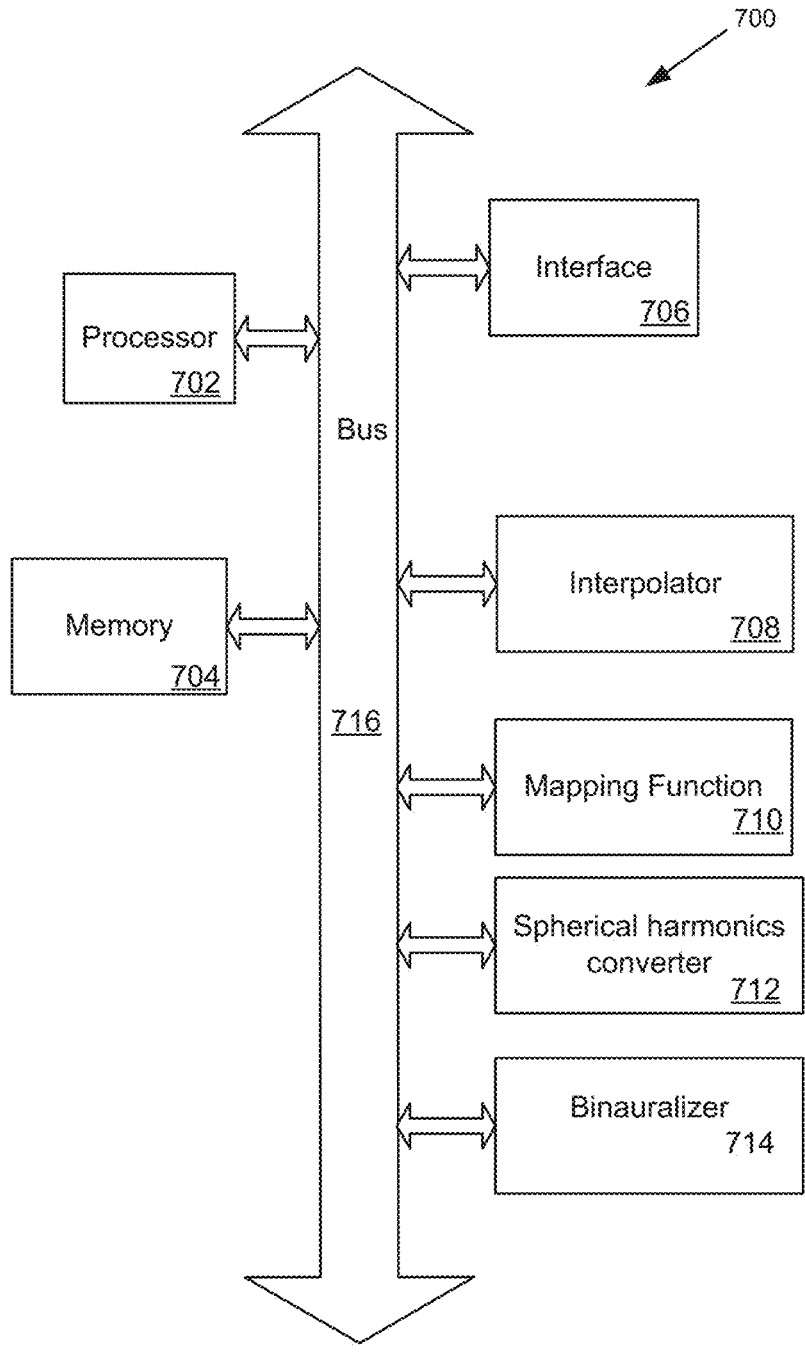 700
Interface
706
Processor
702
Bus
Interpolator
708
Memory
704
716
Mapping Function
710
Spherical harmonics
converter
712
Binauralizer
714